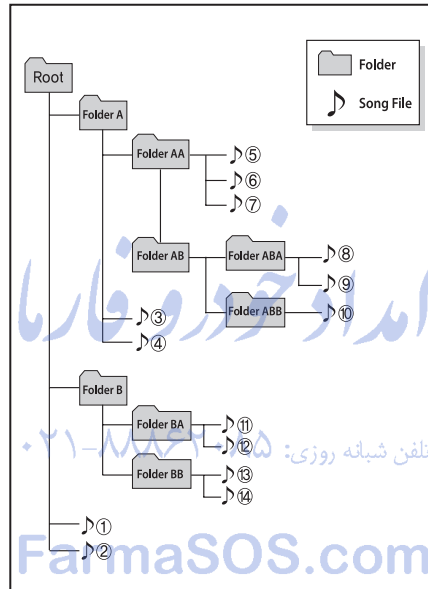 Root
Folder
Song File
Folder A
Folder AA
⑤
⑥
⑦
Folder AB
Folder ABA
⑧
⑨
Folder ABB
⑩
③
④
امداد خودرو فارما
Folder B
Folder BA
⑪
⑫
تلفن شبانه روزی: ۰۲۱-۸۸۸۶۲۰۸۵
Folder BB
⑬
⑭
①
②
FarmaSOS.com